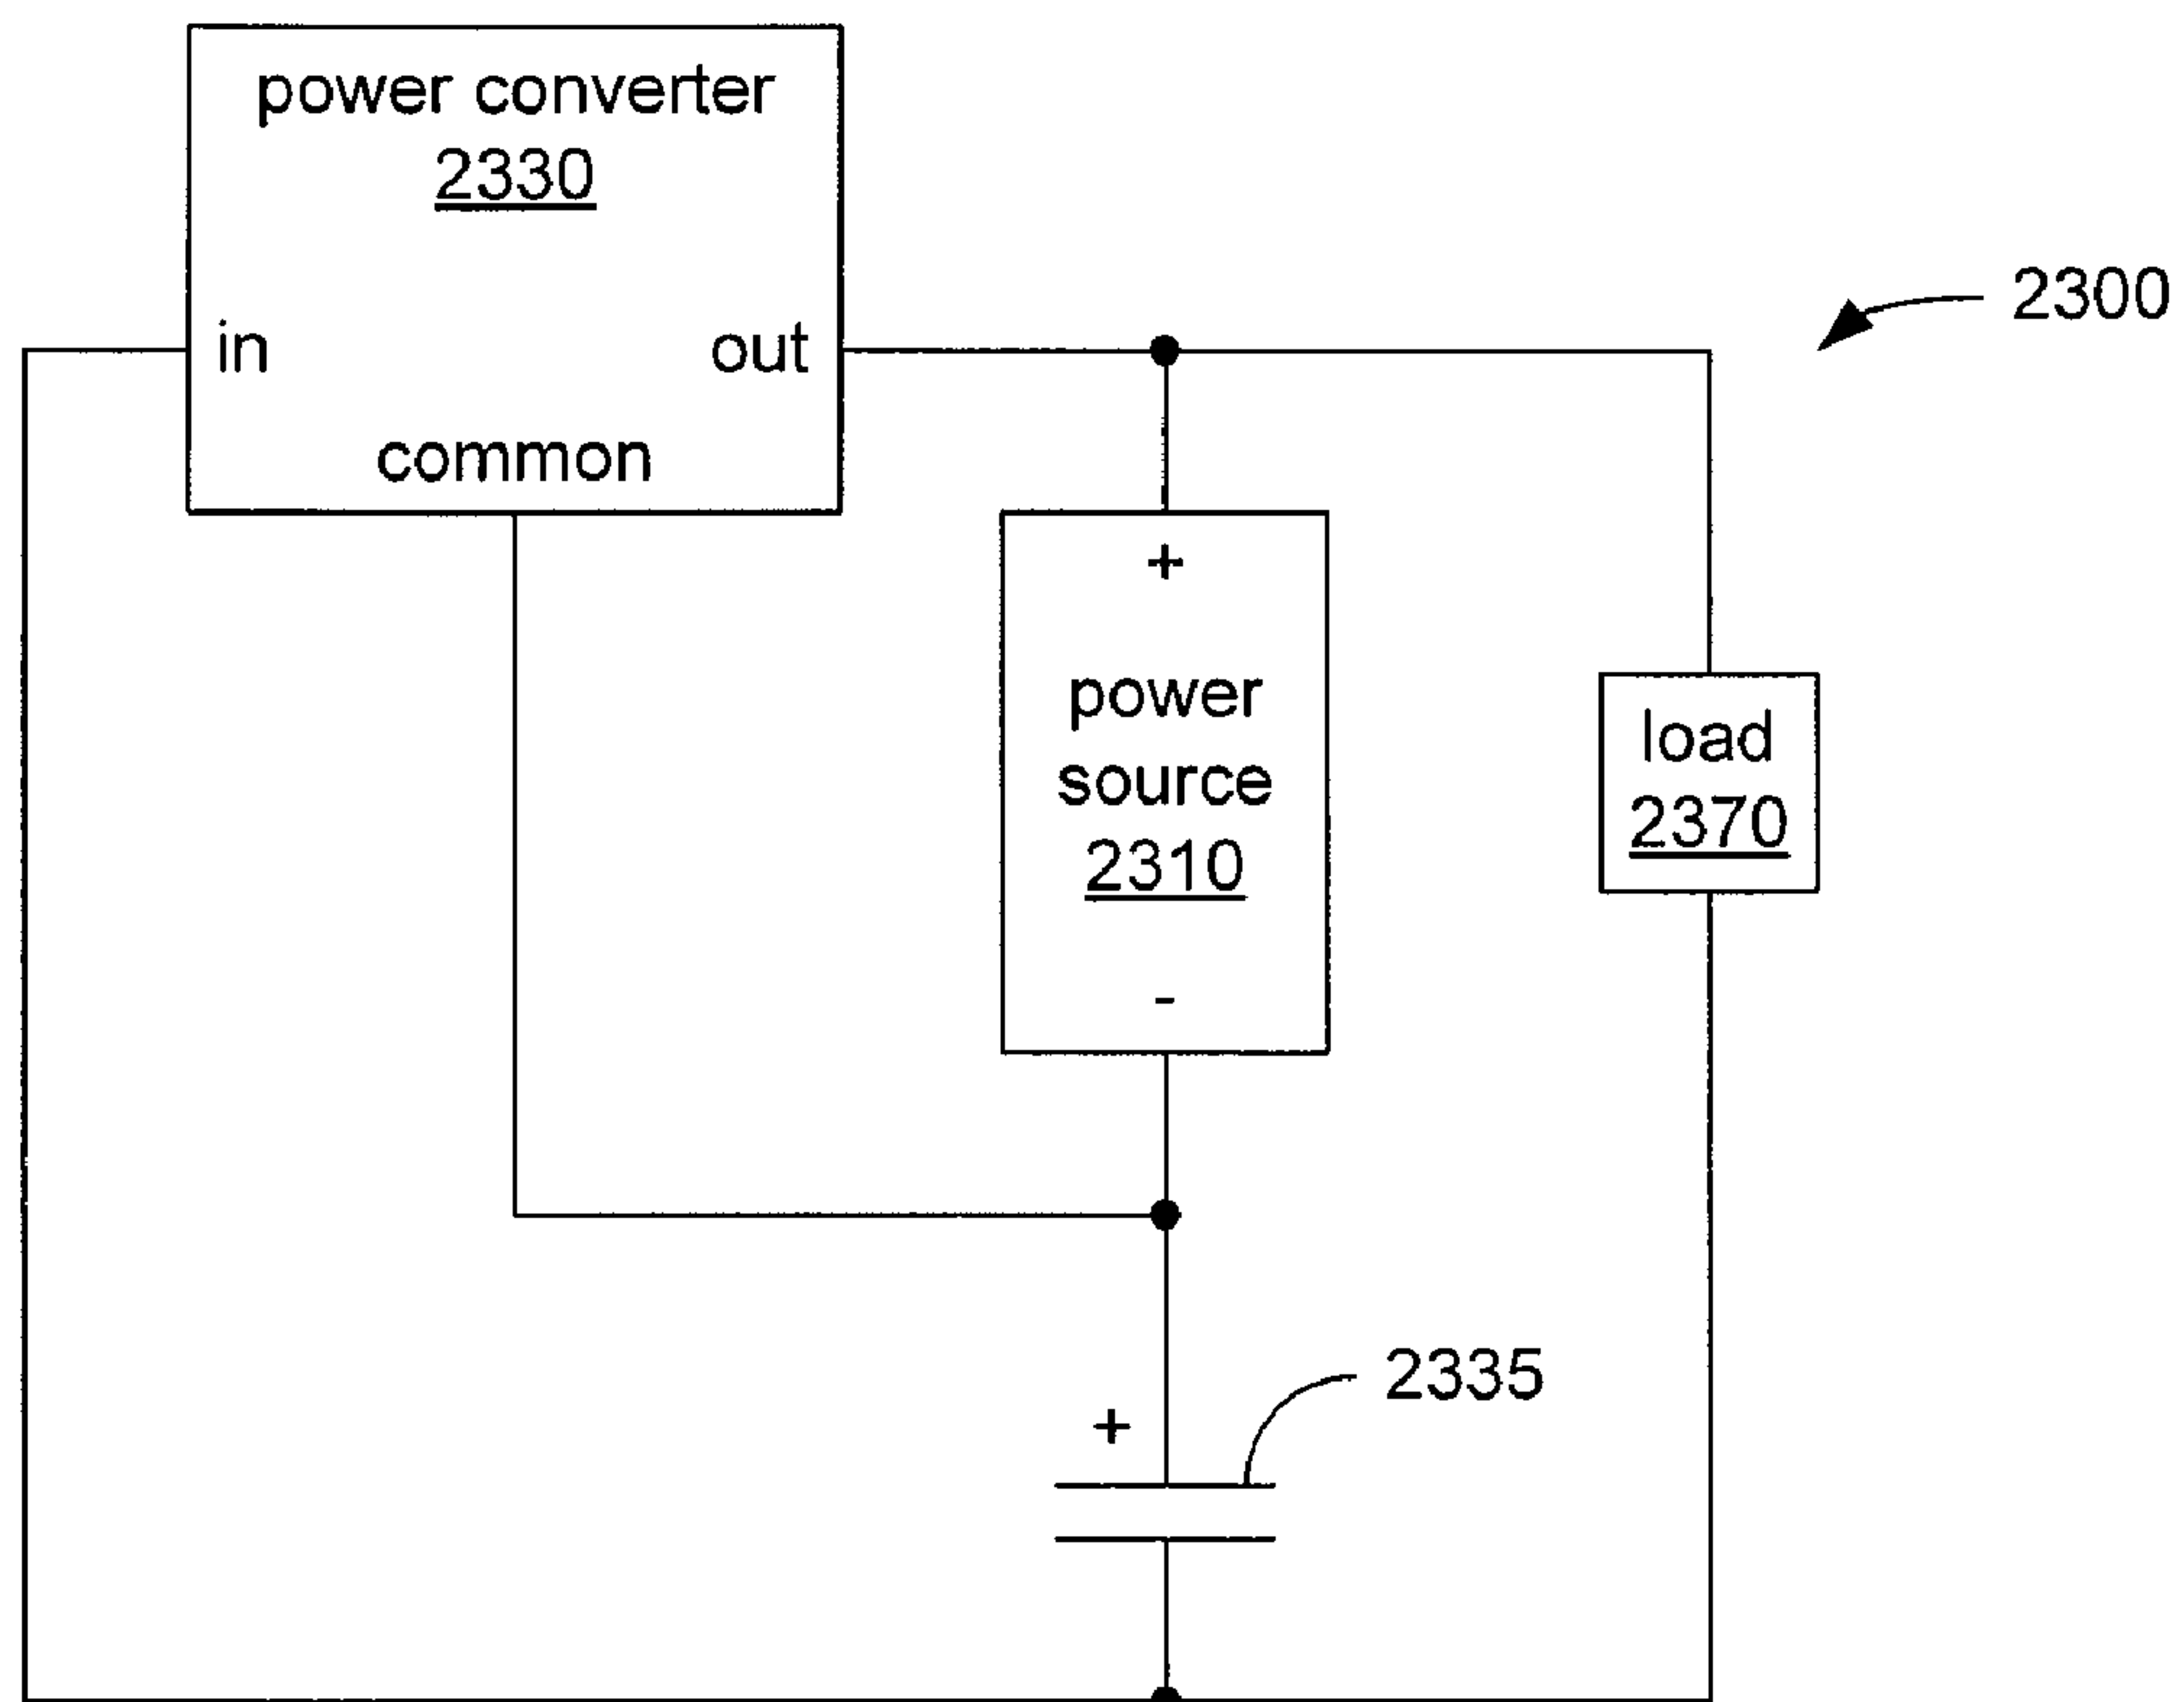 power converter
2330
in
out
common
2300
+
power
source
2310
-
load
2370
2335
+